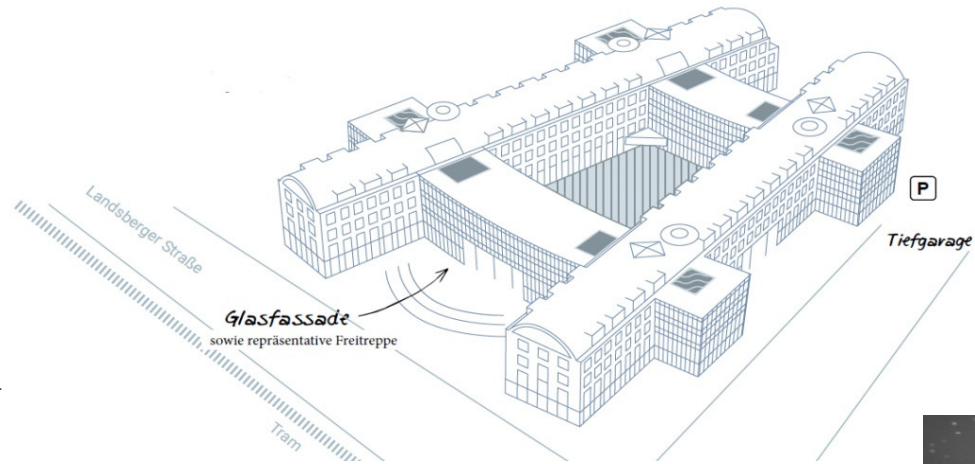 Landsberger Straße
P
Tiefgarage
Glasfassade
sowie repräsentative Freitreppe
Tram